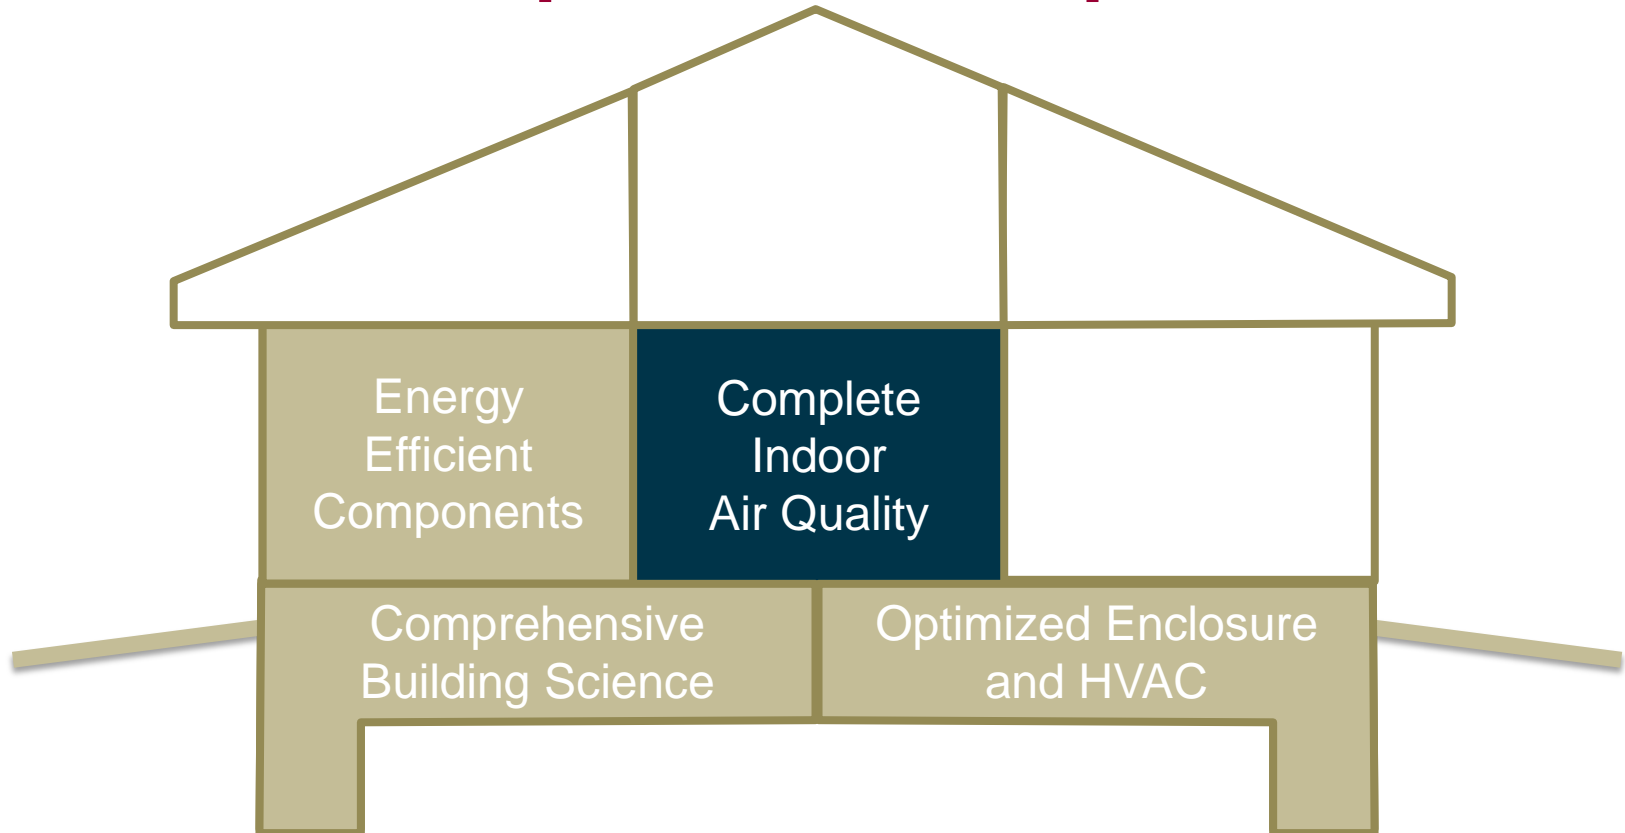 Energy
Efficient
Components
Complete
Indoor
Air Quality
Comprehensive
Building Science
Optimized Enclosure
and HVAC